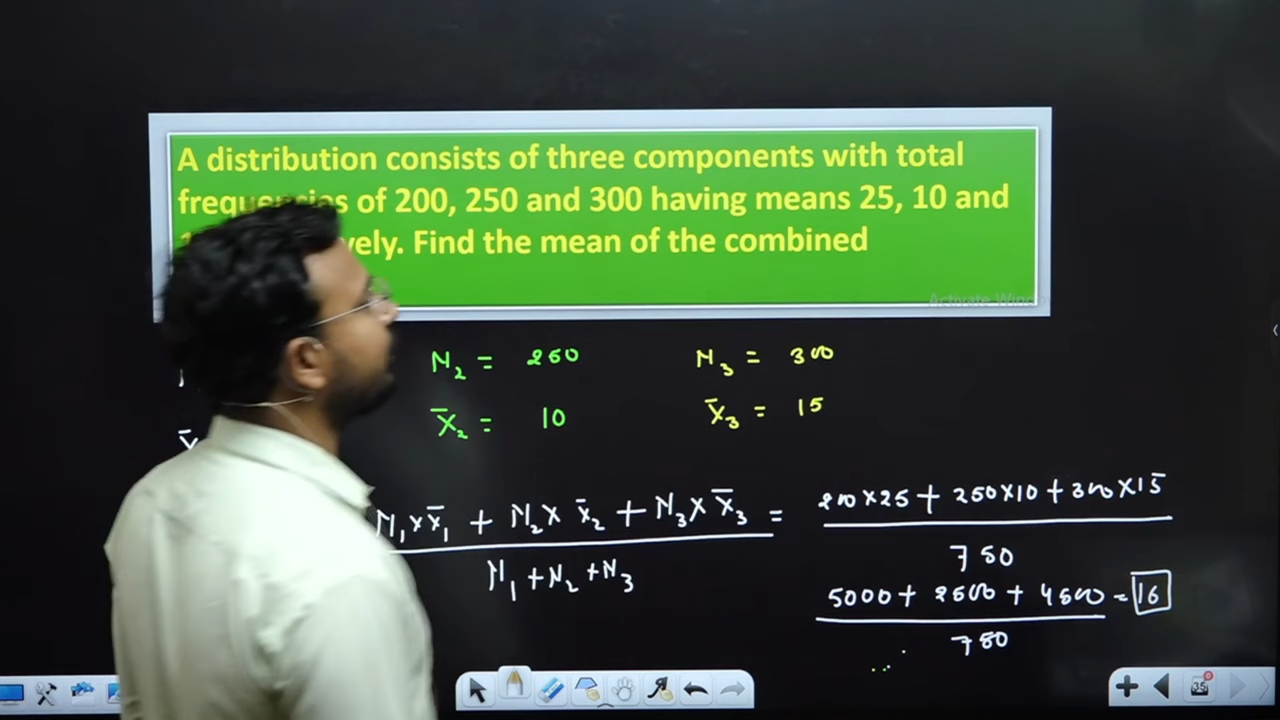 A distribution consists of three components with total
of 200, 250 and 300 having means 25, 10 and
Find the mean of the combined
Activate
N₂ = 250 N₃ = 300
X̄₂ = 10 X̄₃ = 15
N₁×X̄₁ + N₂×X̄₂ + N₃×X̄₃ = 200×25 + 250×10 + 300×15
N₁+N₂+N₃ 750
5000 + 2500 + 4500 = 16
750
35